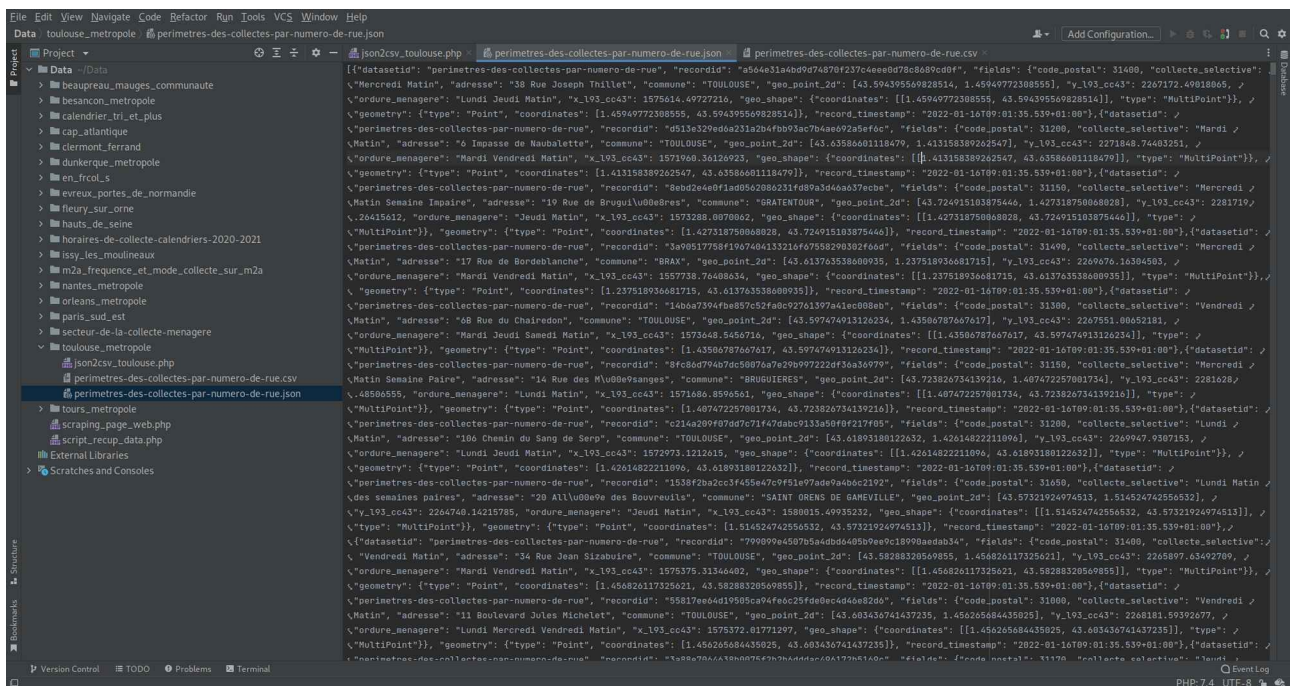 File Edit View Navigate Code Refactor Run Tools VCS Window Help
Data toulouse_metropole perimetres-des-collectes-par-numero-de-rue.json
Add Configuration...
Project
json2csv_toulouse.php perimetres-des-collectes-par-numero-de-rue.json perimetres-des-collectes-par-numero-de-rue.csv
Project
Data ~/Data
beaupreau_mauges_communaute
besancon_metropole
calendrier_tri_et_plus
cap_atlantique
clermont_ferrand
dunkerque_metropole
en_frcol_s
evreux_portes_de_normandie
fleury_sur_orne
hauts_de_seine
horaires-de-collecte-calendriers-2020-2021
issy_les_moulineaux
m2a_frequence_et_mode_collecte_sur_m2a
nantes_metropole
orleans_metropole
paris_sud_est
secteur-de-la-collecte-menagere
toulouse_metropole
json2csv_toulouse.php
perimetres-des-collectes-par-numero-de-rue.csv
perimetres-des-collectes-par-numero-de-rue.json
tours_metropole
scraping_page_web.php
script_recup_data.php
External Libraries
Scratches and Consoles
Structure
Bookmarks
Database
[{"datasetid": "perimetres-des-collectes-par-numero-de-rue", "recordid": "fields": {"code_postal": 31400, "collecte_selective":
"Mercredi Matin", "adresse": "38 Rue Joseph Thillet", "commune": "TOULOUSE", "geo_point_2d": [43.594395569828514, 1.45949772308555], "y_l93_cc43": 2267172.49018065,
"ordure_menagere": "Lundi Jeudi Matin", "x_l93_cc43": 1575614.49727216, "geo_shape": {"coordinates": [[1.45949772308555, 43.594395569828514]], "type": "MultiPoint"}},
"geometry": {"type": "Point", "coordinates": [1.45949772308555, 43.594395569828514]}, "record_timestamp": "2022-01-16T09:01:35.539+01:00"},{"datasetid":
"perimetres-des-collectes-par-numero-de-rue", "recordid": "fields": {"code_postal": 31200, "collecte_selective": "Mardi
Matin", "adresse": "6 Impasse de Naubalette", "commune": "TOULOUSE", "geo_point_2d": [43.63586601118479, 1.413158389262547], "y_l93_cc43": 2271848.74403251,
"ordure_menagere": "Mardi Vendredi Matin", "x_l93_cc43": 1571960.36126923, "geo_shape": {"coordinates": [[1.413158389262547, 43.63586601118479]], "type": "MultiPoint"}},
"geometry": {"type": "Point", "coordinates": [1.413158389262547, 43.63586601118479]}, "record_timestamp": "2022-01-16T09:01:35.539+01:00"},{"datasetid":
"perimetres-des-collectes-par-numero-de-rue", "recordid": "fields": {"code_postal": 31150, "collecte_selective": "Mercredi
Matin Semaine Impaire", "adresse": "19 Rue de Brugui\u00e8res", "commune": "GRATENTOUR", "geo_point_2d": [43.724915103875446, 1.427318750068028], "y_l93_cc43": 2281719
.26415612, "ordure_menagere": "Jeudi Matin", "x_l93_cc43": 1573288.0070062, "geo_shape": {"coordinates": [[1.427318750068028, 43.724915103875446]], "type":
"MultiPoint"}}, "geometry": {"type": "Point", "coordinates": [1.427318750068028, 43.724915103875446]}, "record_timestamp": "2022-01-16T09:01:35.539+01:00"},{"datasetid":
"perimetres-des-collectes-par-numero-de-rue", "recordid": "fields": {"code_postal": 31490, "collecte_selective": "Mercredi
Matin", "adresse": "17 Rue de Bordeblanche", "commune": "BRAX", "geo_point_2d": [43.613763538600935, 1.237518936681715], "y_l93_cc43": 2269676.16304503,
"ordure_menagere": "Mardi Vendredi Matin", "x_l93_cc43": 1557738.76408634, "geo_shape": {"coordinates": [[1.237518936681715, 43.613763538600935]], "type": "MultiPoint"}},
"geometry": {"type": "Point", "coordinates": [1.237518936681715, 43.613763538600935]}, "record_timestamp": "2022-01-16T09:01:35.539+01:00"},{"datasetid":
"perimetres-des-collectes-par-numero-de-rue", "recordid": "fields": {"code_postal": 31300, "collecte_selective": "Vendredi
Matin", "adresse": "6B Rue du Chairedon", "commune": "TOULOUSE", "geo_point_2d": [43.597474913126234, 1.43506787667617], "y_l93_cc43": 2267551.00652181,
"ordure_menagere": "Mardi Jeudi Samedi Matin", "x_l93_cc43": 1573648.5456716, "geo_shape": {"coordinates": [[1.43506787667617, 43.597474913126234]], "type":
"MultiPoint"}}, "geometry": {"type": "Point", "coordinates": [1.43506787667617, 43.597474913126234]}, "record_timestamp": "2022-01-16T09:01:35.539+01:00"},{"datasetid":
"perimetres-des-collectes-par-numero-de-rue", "recordid": "fields": {"code_postal": 31150, "collecte_selective": "Mercredi
Matin Semaine Paire", "adresse": "14 Rue des M\u00e9sanges", "commune": "BRUGUIERES", "geo_point_2d": [43.723826734139216, 1.407472257001734], "y_l93_cc43": 2281628
.48506555, "ordure_menagere": "Lundi Matin", "x_l93_cc43": 1571686.8596561, "geo_shape": {"coordinates": [[1.407472257001734, 43.723826734139216]], "type":
"MultiPoint"}}, "geometry": {"type": "Point", "coordinates": [1.407472257001734, 43.723826734139216]}, "record_timestamp": "2022-01-16T09:01:35.539+01:00"},{"datasetid":
"perimetres-des-collectes-par-numero-de-rue", "recordid": "fields": {"code_postal": 31200, "collecte_selective": "Lundi
Matin", "adresse": "106 Chemin du Sang de Serp", "commune": "TOULOUSE", "geo_point_2d": [43.61893180122632, 1.42614822211096], "y_l93_cc43": 2269947.9307153,
"ordure_menagere": "Lundi Jeudi Matin", "x_l93_cc43": 1572973.1212615, "geo_shape": {"coordinates": [[1.42614822211096, 43.61893180122632]], "type": "MultiPoint"}},
"geometry": {"type": "Point", "coordinates": [1.42614822211096, 43.61893180122632]}, "record_timestamp": "2022-01-16T09:01:35.539+01:00"},{"datasetid":
"perimetres-des-collectes-par-numero-de-rue", "recordid": "fields": {"code_postal": 31650, "collecte_selective": "Lundi Matin
des semaines paires", "adresse": "20 All\u00e9e des Bouvreuils", "commune": "SAINT ORENS DE GAMEVILLE", "geo_point_2d": [43.57321924974513, 1.514524742556532],
"y_l93_cc43": 2264740.14215785, "ordure_menagere": "Jeudi Matin", "x_l93_cc43": 1580015.49935232, "geo_shape": {"coordinates": [[1.514524742556532, 43.57321924974513]],
"type": "MultiPoint"}}, "geometry": {"type": "Point", "coordinates": [1.514524742556532, 43.57321924974513]}, "record_timestamp": "2022-01-16T09:01:35.539+01:00"},
{"datasetid": "perimetres-des-collectes-par-numero-de-rue", "recordid": "fields": {"code_postal": 31400, "collecte_selective":
"Vendredi Matin", "adresse": "34 Rue Jean Sizabuire", "commune": "TOULOUSE", "geo_point_2d": [43.58288320569855, 1.456826117325621], "y_l93_cc43": 2265897.63492709,
"ordure_menagere": "Mardi Vendredi Matin", "x_l93_cc43": 1575375.31346402, "geo_shape": {"coordinates": [[1.456826117325621, 43.58288320569855]], "type": "MultiPoint"}},
"geometry": {"type": "Point", "coordinates": [1.456826117325621, 43.58288320569855]}, "record_timestamp": "2022-01-16T09:01:35.539+01:00"},{"datasetid":
"perimetres-des-collectes-par-numero-de-rue", "recordid": "fields": {"code_postal": 31000, "collecte_selective": "Vendredi
Matin", "adresse": "11 Boulevard Jules Michelet", "commune": "TOULOUSE", "geo_point_2d": [43.603436741437235, 1.456265684435025], "y_l93_cc43": 2268181.59392677,
"ordure_menagere": "Lundi Mercredi Vendredi Matin", "x_l93_cc43": 1575372.01771297, "geo_shape": {"coordinates": [[1.456265684435025, 43.603436741437235]], "type":
"MultiPoint"}}, "geometry": {"type": "Point", "coordinates": [1.456265684435025, 43.603436741437235]}, "record_timestamp": "2022-01-16T09:01:35.539+01:00"},{"datasetid":
Version Control TODO Problems Terminal Event Log
PHP: 7.4 UTF-8